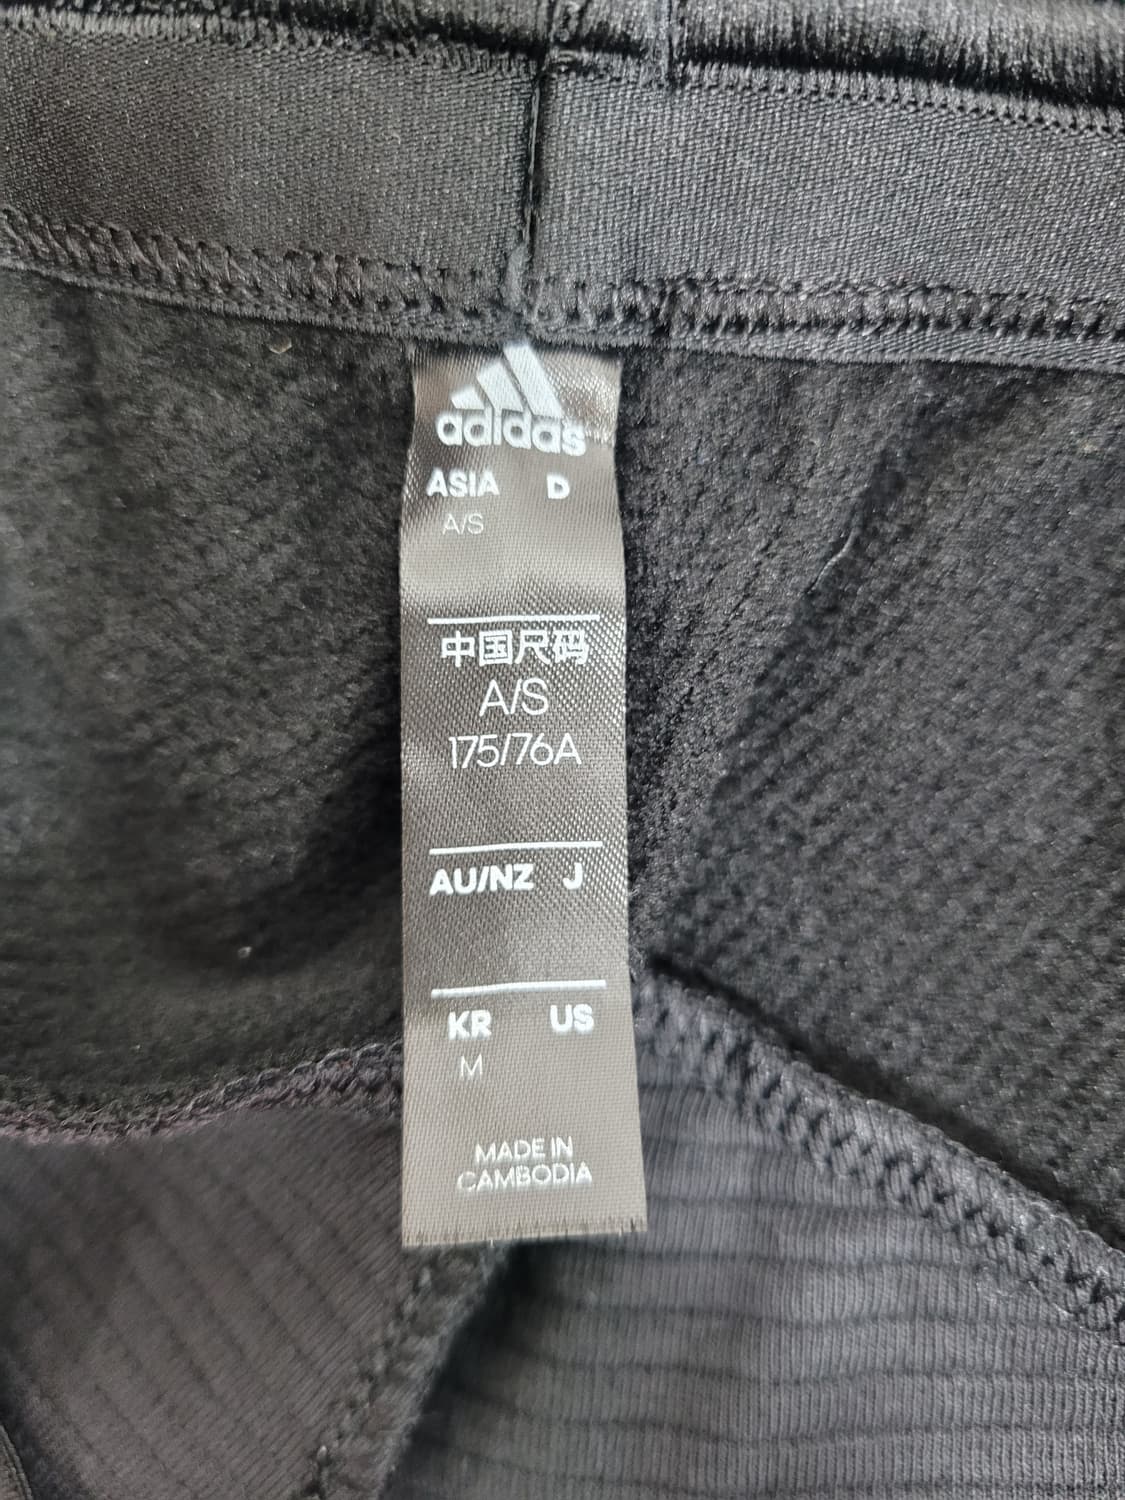 adidas
ASIA D
A/S
中国尺码
A/S
175/76A
AU/NZ J
KR US
M
MADE IN
CAMBODIA